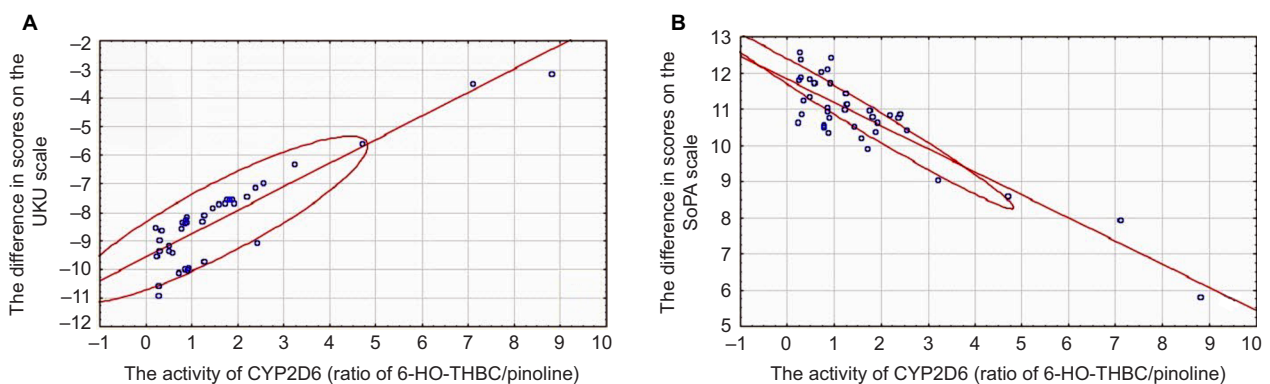 A
The difference in scores on the
UKU scale
–2
–3
–4
–5
–6
–7
–8
–9
–10
–11
–12
–1 0 1 2 3 4 5 6 7 8 9 10
The activity of CYP2D6 (ratio of 6-HO-THBC/pinoline)
B
The difference in scores on the
SoPA scale
13
12
11
10
9
8
7
6
5
–1 0 1 2 3 4 5 6 7 8 9 10
The activity of CYP2D6 (ratio of 6-HO-THBC/pinoline)